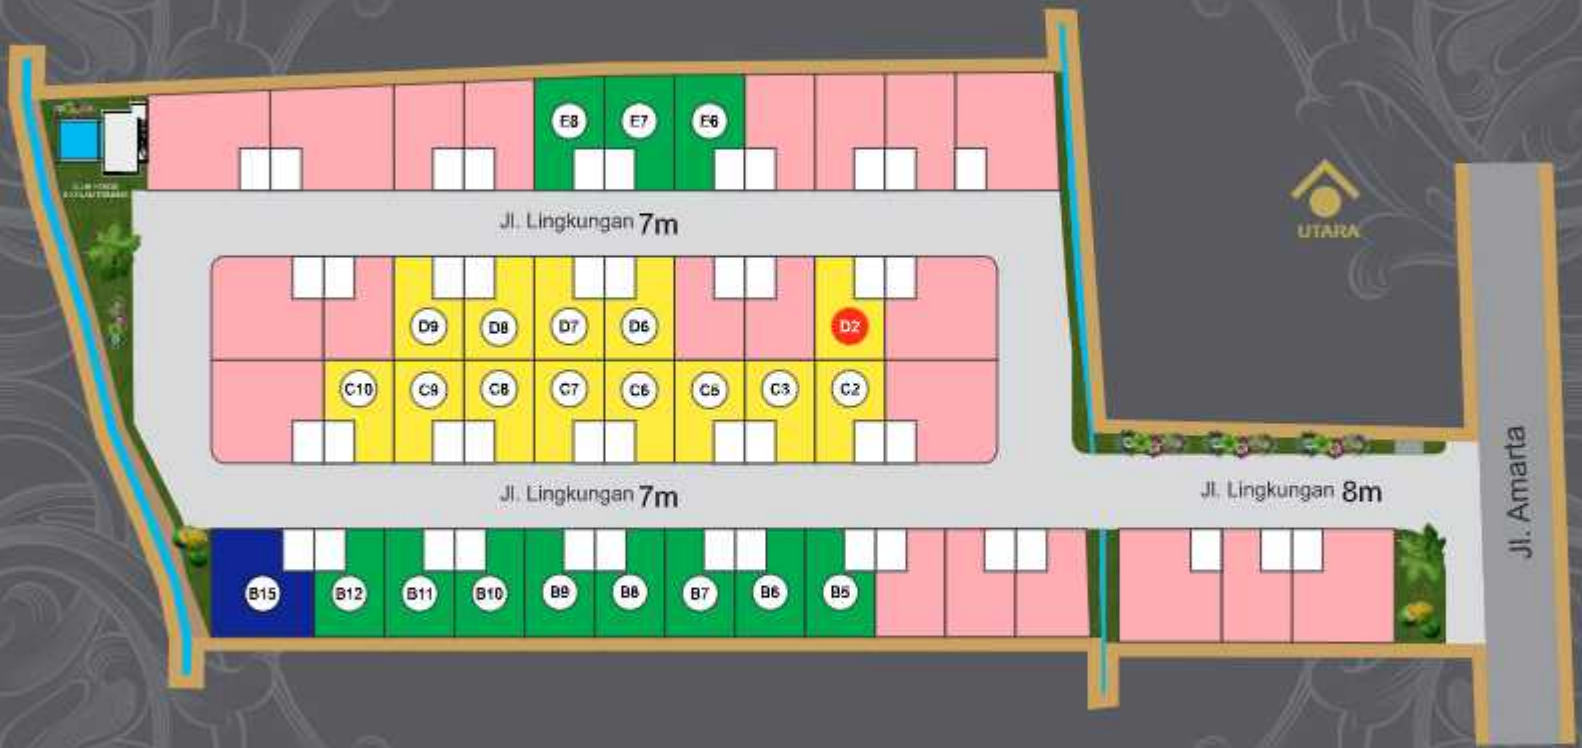 E8 E7 E6
UTARA
Jl. Lingkungan 7m
D9 D8 D7 D6 D2
C10 C9 C8 C7 C6 C5 C3 C2
Jl. Lingkungan 7m
Jl. Lingkungan 8m
Jl. Amarta
B15 B12 B11 B10 B9 B8 B7 B6 B5